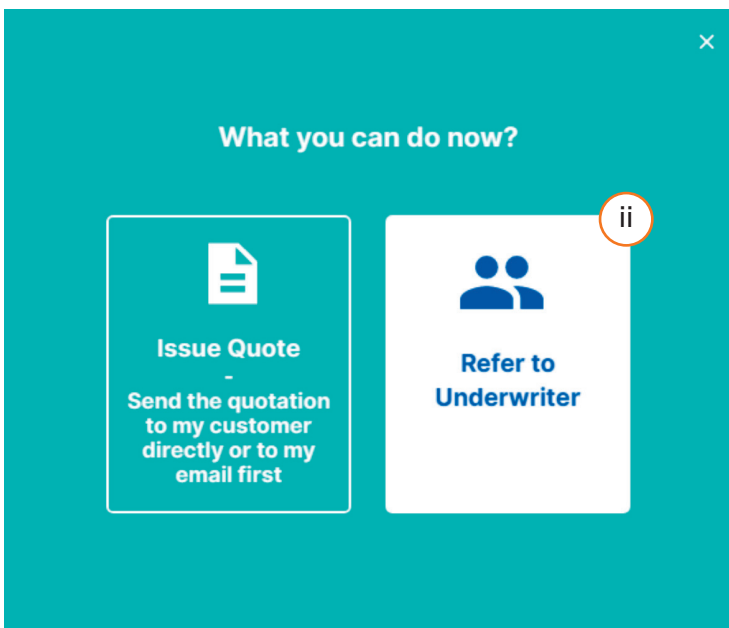 ×
What you can do now?
ii
Issue Quote
-
Send the quotation
to my customer
directly or to my
email first
Refer to
Underwriter